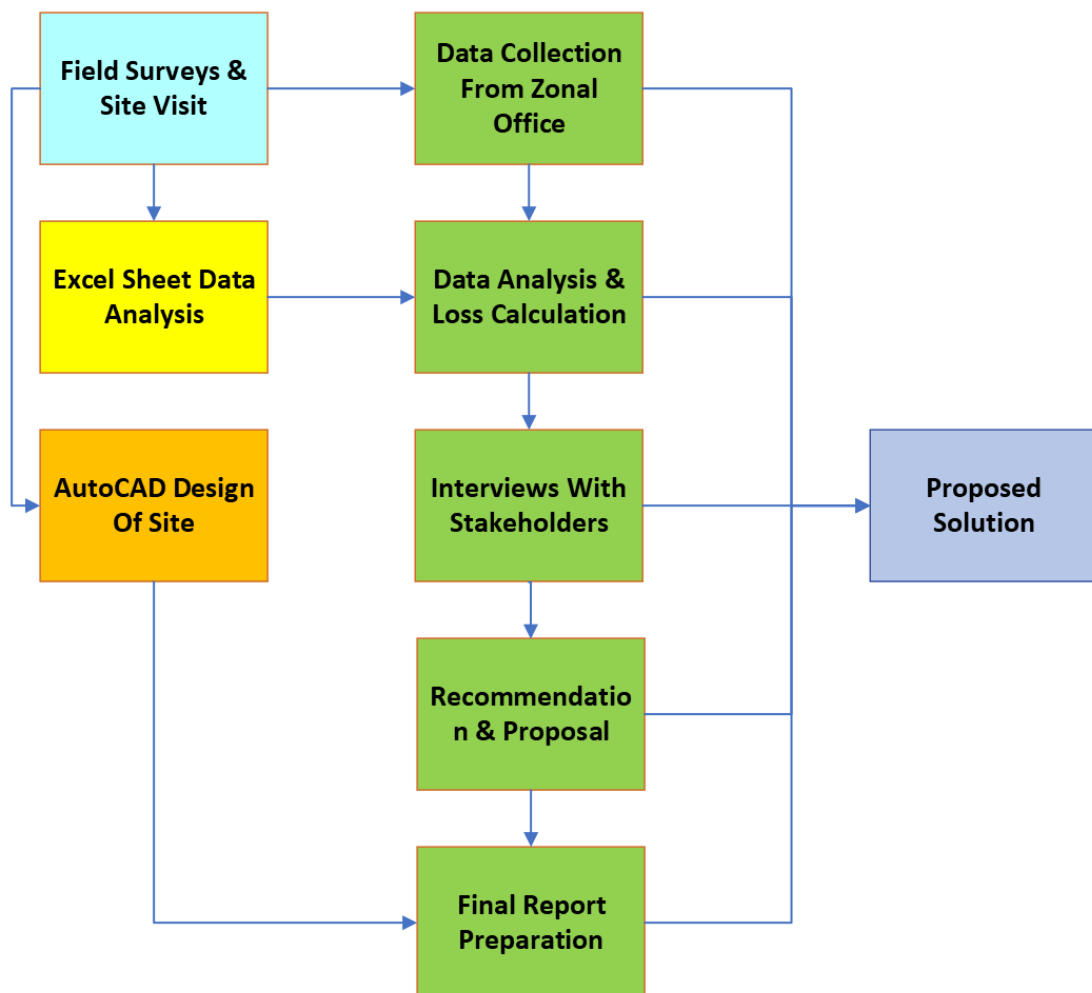 Field Surveys &
Site Visit
Data Collection
From Zonal
Office
Excel Sheet Data
Analysis
Data Analysis &
Loss Calculation
AutoCAD Design
Of Site
Interviews With
Stakeholders
Proposed
Solution
Recommendatio
n & Proposal
Final Report
Preparation